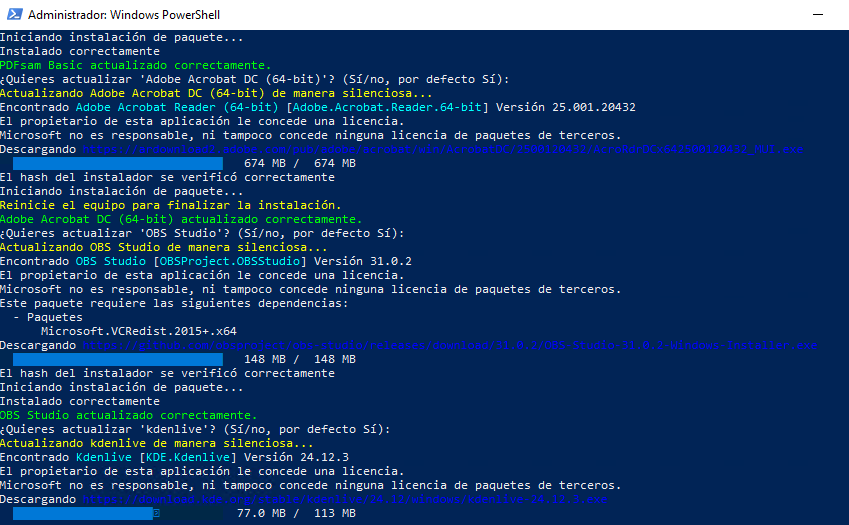 Administrador: Windows PowerShell
Iniciando instalación de paquete...
Instalado correctamente
PDFsam Basic actualizado correctamente.
¿Quieres actualizar 'Adobe Acrobat DC (64-bit)'? (Sí/no, por defecto Sí):
Actualizando Adobe Acrobat DC (64-bit) de manera silenciosa...
Encontrado Adobe Acrobat Reader (64-bit) [Adobe.Acrobat.Reader.64-bit] Versión 25.001.20432
El propietario de esta aplicación le concede una licencia.
Microsoft no es responsable, ni tampoco concede ninguna licencia de paquetes de terceros.
Descargando
674 MB / 674 MB
El hash del instalador se verificó correctamente
Iniciando instalación de paquete...
Reinicie el equipo para finalizar la instalación.
Adobe Acrobat DC (64-bit) actualizado correctamente.
¿Quieres actualizar 'OBS Studio'? (Sí/no, por defecto Sí):
Actualizando OBS Studio de manera silenciosa...
Encontrado OBS Studio [OBSProject.OBSStudio] Versión 31.0.2
El propietario de esta aplicación le concede una licencia.
Microsoft no es responsable, ni tampoco concede ninguna licencia de paquetes de terceros.
Este paquete requiere las siguientes dependencias:
- Paquetes
Microsoft.VCRedist.2015+.x64
Descargando
148 MB / 148 MB
El hash del instalador se verificó correctamente
Iniciando instalación de paquete...
Instalado correctamente
OBS Studio actualizado correctamente.
¿Quieres actualizar 'kdenlive'? (Sí/no, por defecto Sí):
Actualizando kdenlive de manera silenciosa...
Encontrado Kdenlive [KDE.Kdenlive] Versión 24.12.3
El propietario de esta aplicación le concede una licencia.
Microsoft no es responsable, ni tampoco concede ninguna licencia de paquetes de terceros.
Descargando
77.0 MB / 113 MB